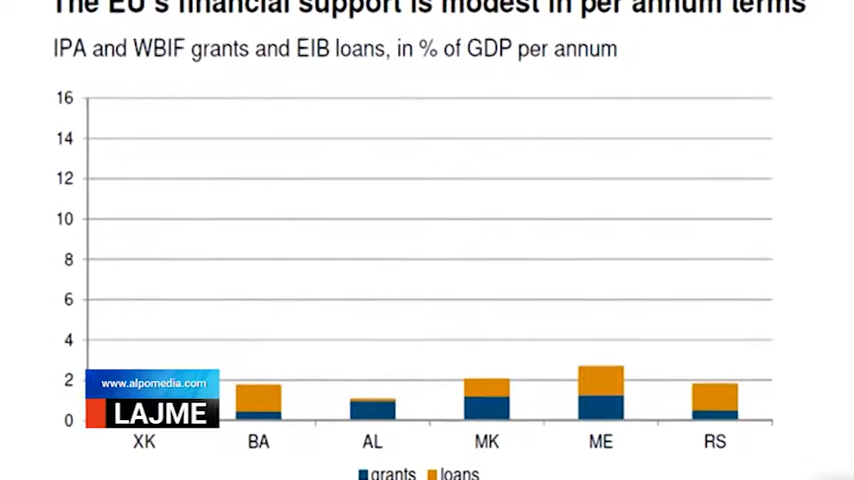 The EU's financial support is modest in per annum terms
IPA and WBIF grants and EIB loans, in % of GDP per annum
16
14
12
10
8
6
4
2
0
www.alpomedia.com
LAJME
XK BA AL MK ME RS
grants loans